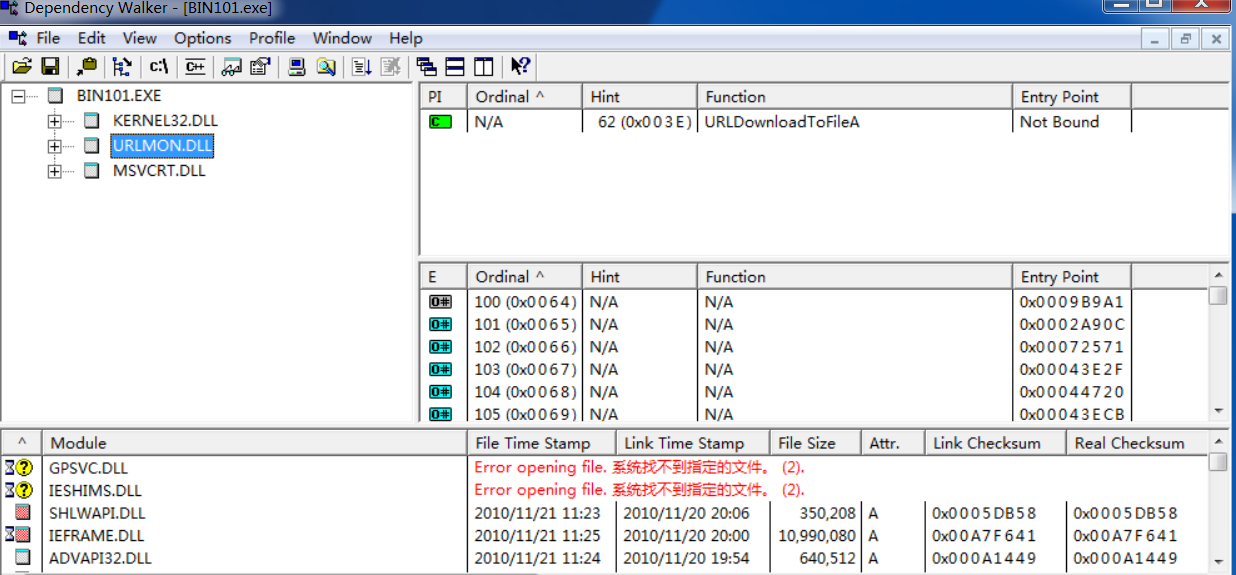 Dependency Walker - [BIN101.exe]
File Edit View Options Profile Window Help
c:\ C++
BIN101.EXE
KERNEL32.DLL
URLMON.DLL
MSVCRT.DLL
PI Ordinal ^ Hint Function Entry Point
C N/A 62 (0x003E) URLDownloadToFileA Not Bound
E Ordinal ^ Hint Function Entry Point
O# 100 (0x0064) N/A N/A 0x0009B9A1
O# 101 (0x0065) N/A N/A 0x0002A90C
O# 102 (0x0066) N/A N/A 0x00072571
O# 103 (0x0067) N/A N/A 0x00043E2F
O# 104 (0x0068) N/A N/A 0x00044720
O# 105 (0x0069) N/A N/A 0x00043ECB
^ Module File Time Stamp Link Time Stamp File Size Attr. Link Checksum Real Checksum
? GPSVC.DLL Error opening file. 系统找不到指定的文件。 (2).
? IESHIMS.DLL Error opening file. 系统找不到指定的文件。 (2).
SHLWAPI.DLL 2010/11/21 11:23 2010/11/20 20:06 350,208 A 0x0005DB58 0x0005DB58
IEFRAME.DLL 2010/11/21 11:25 2010/11/20 20:00 10,990,080 A 0x00A7F641 0x00A7F641
ADVAPI32.DLL 2010/11/21 11:24 2010/11/20 19:54 640,512 A 0x000A1449 0x000A1449